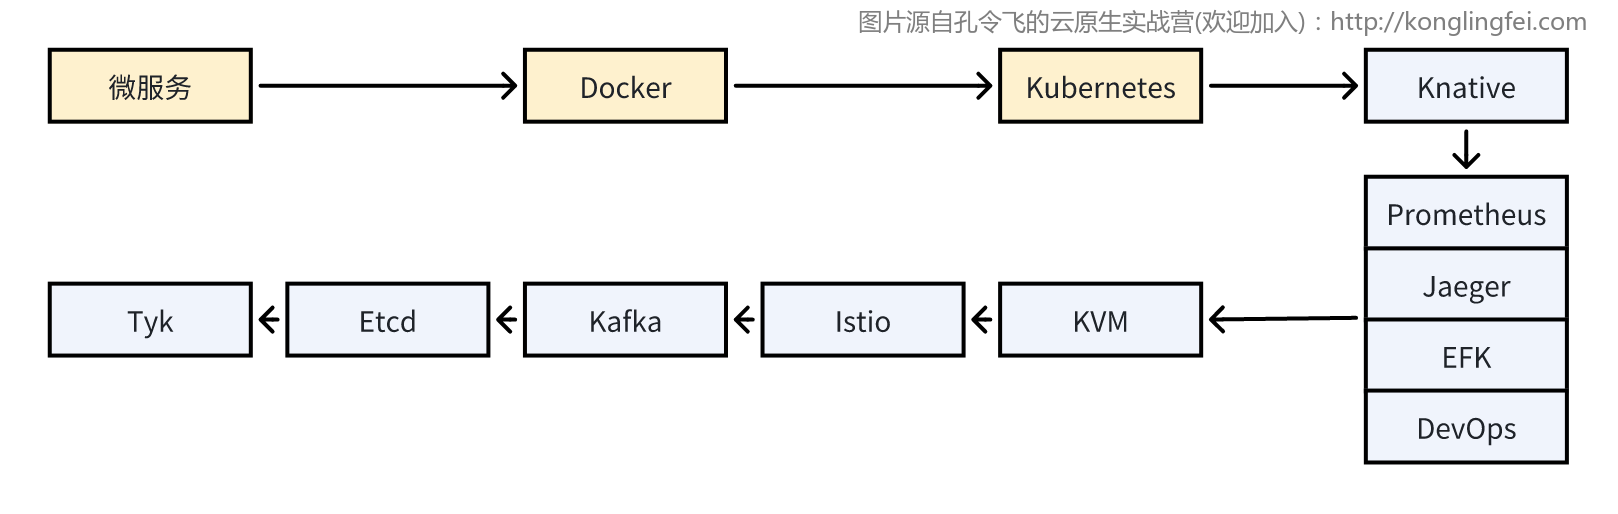 图片源自孔令飞的云原生实战营(欢迎加入)：http://konglingfei.com
微服务
Docker
Kubernetes
Knative
Prometheus
Jaeger
EFK
DevOps
KVM
Istio
Kafka
Etcd
Tyk